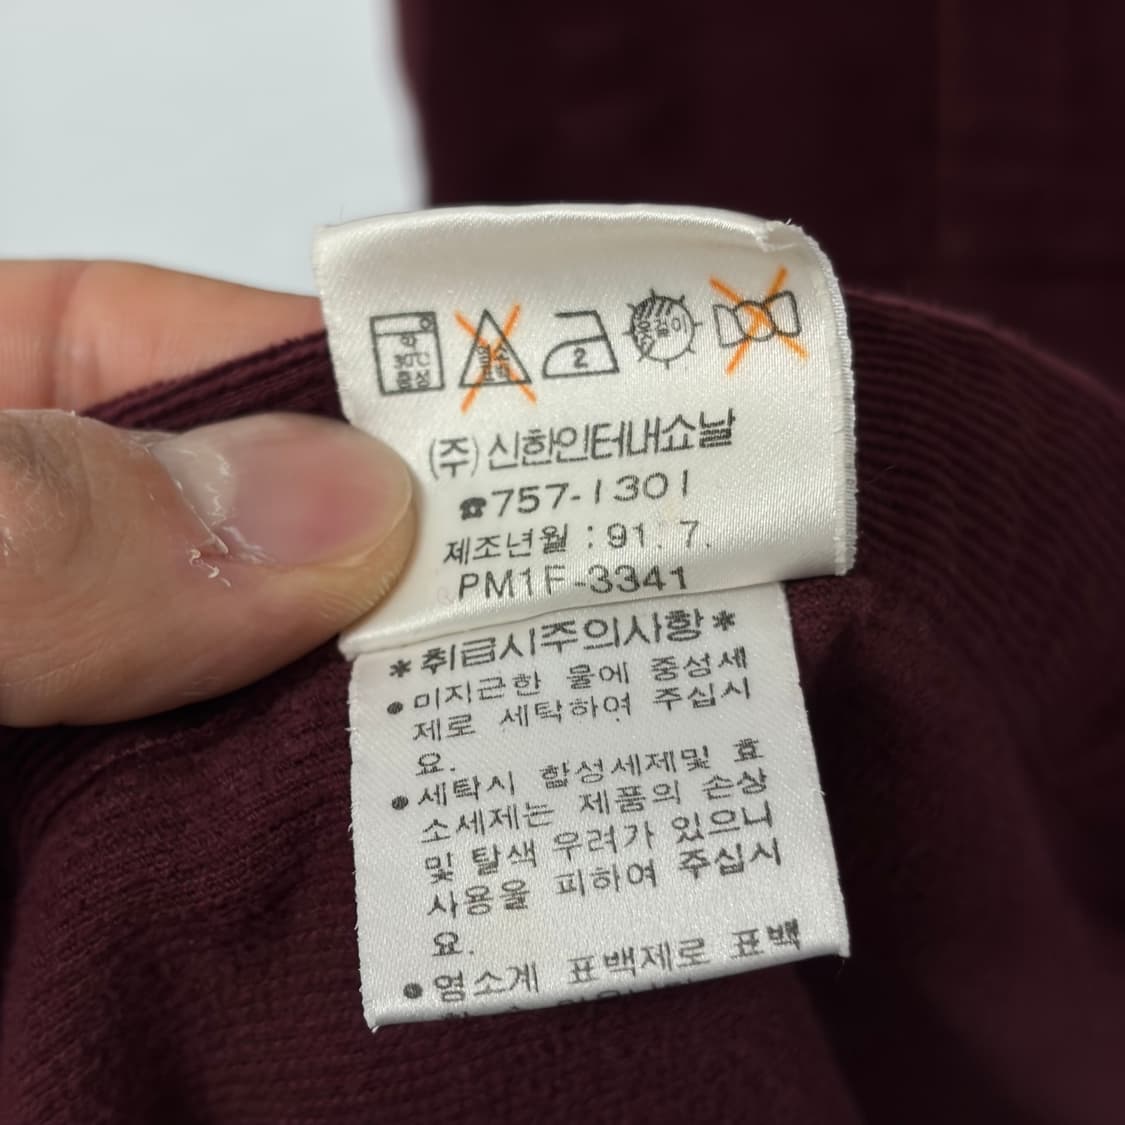 약
30°C
중성
염소
표백
2
옷걸이
(주)신한인터내쇼날
☎757-1301
제조년월 : 91. 7.
PM1F-3341
*취급시주의사항*
●미지근한 물에 중성세
제로 세탁하여 주십시
요.
●세탁시 합성세제및 효
소세제는 제품의 손상
및 탈색 우려가 있으니
사용을 피하여 주십시
요.
●염소계 표백제로 표백